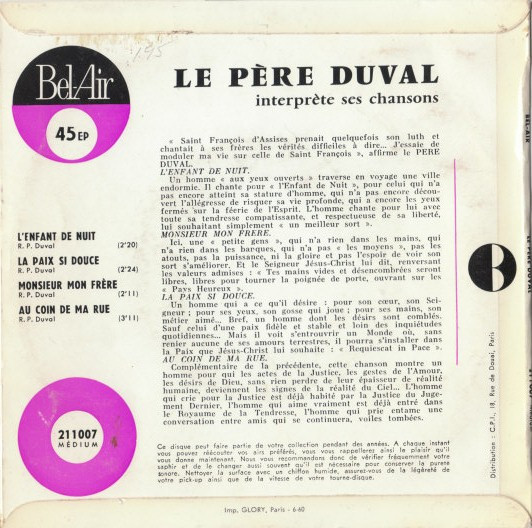 195
Bel Air
45 EP
LE PÈRE DUVAL
interprète ses chansons
« Saint François d'Assises prenait quelquefois son luth et
chantait à ses frères les vérités difficiles à dire... J'essaie de
moduler ma vie sur celle de Saint François », affirme le PERE
DUVAL.
L'ENFANT DE NUIT.
Un homme « aux yeux ouverts » traverse en voyage une ville
endormie. Il chante pour « l'Enfant de Nuit », pour celui qui n'a
pas encore atteint sa stature d'homme, qui n'a pas encore décou-
vert l'allégresse de risquer sa vie profonde, qui a encore les yeux
fermés sur la féerie de l'Esprit. L'homme chante pour lui avec
toute sa tendresse compatissante, et respectueuse de sa liberté,
lui souhaitant simplement « un meilleur sort ».
MONSIEUR MON FRERE.
Ici, une « petite gens », qui n'a rien dans les mains, qui
n'a rien dans les barques, qui n'a pas « les moyens », pas les
atouts, pas la puissance, ni la gloire et pas l'espoir de voir son
sort s'améliorer. Et le Seigneur Jésus-Christ lui dit, renversant
les valeurs admises : « Tes mains vides et désencombrées seront
libres, libres pour tourner la poignée de porte, ouvrant sur les
« Pays Heureux ».
LA PAIX SI DOUCE.
Un homme qui a ce qu'il désire : pour son cœur, son Sei-
gneur ; pour ses yeux, son gosse qui joue ; pour ses mains, son
métier aimé... Bref, un homme dont les désirs sont comblés.
Sauf celui d'une paix fidèle et stable et loin des inquiétudes
quotidiennes... Mais il voit s'entrouvrir un Monde où, sans
renier aucune de ses amours terrestres, il pourra s'installer dans
la Paix que Jésus-Christ lui souhaite : « Requiescat in Pace ».
AU COIN DE MA RUE.
Complémentaire de la précédente, cette chanson montre un
homme pour qui les actes de la Justice, les gestes de l'Amour,
les désirs de Dieu, sans rien perdre de leur épaisseur de réalité
humaine, deviennent les signes de la réalité du Ciel... L'homme
qui crie pour la Justice est déjà habité par la Justice du Juge-
ment Dernier, l'homme qui aime vraiment est déjà entré dans
le Royaume de la Tendresse, l'homme qui prie entame une
conversation entre amis qui se continuera, voiles tombées.
L'ENFANT DE NUIT
R. P. Duval (2'20)
LA PAIX SI DOUCE
R. P. Duval (2'24)
MONSIEUR MON FRÈRE
R. P. Duval (2'11)
AU COIN DE MA RUE
R. P. Duval (3'11)
211007
MÉDIUM
Ce disque peut faire partie de votre collection pendant des années. A chaque instant
vous pouvez réécouter vos airs préférés, vous vous rappellerez ainsi le plaisir qu'il
vous donne maintenant. Nous vous recommandons donc de vérifier fréquemment votre
saphir et de le changer aussi souvent qu'il est nécessaire pour conserver la pureté
sonore. Nettoyer la surface avec un chiffon humide, assurez-vous de la légèreté de
votre pick-up ainsi que de la vitesse de votre tourne-disque.
Imp. GLORY, Paris - 6-60
B
Distribution : C.P.I., 18, Rue de Douai, Paris
BEL-AIR
LE PÈRE DUVAL